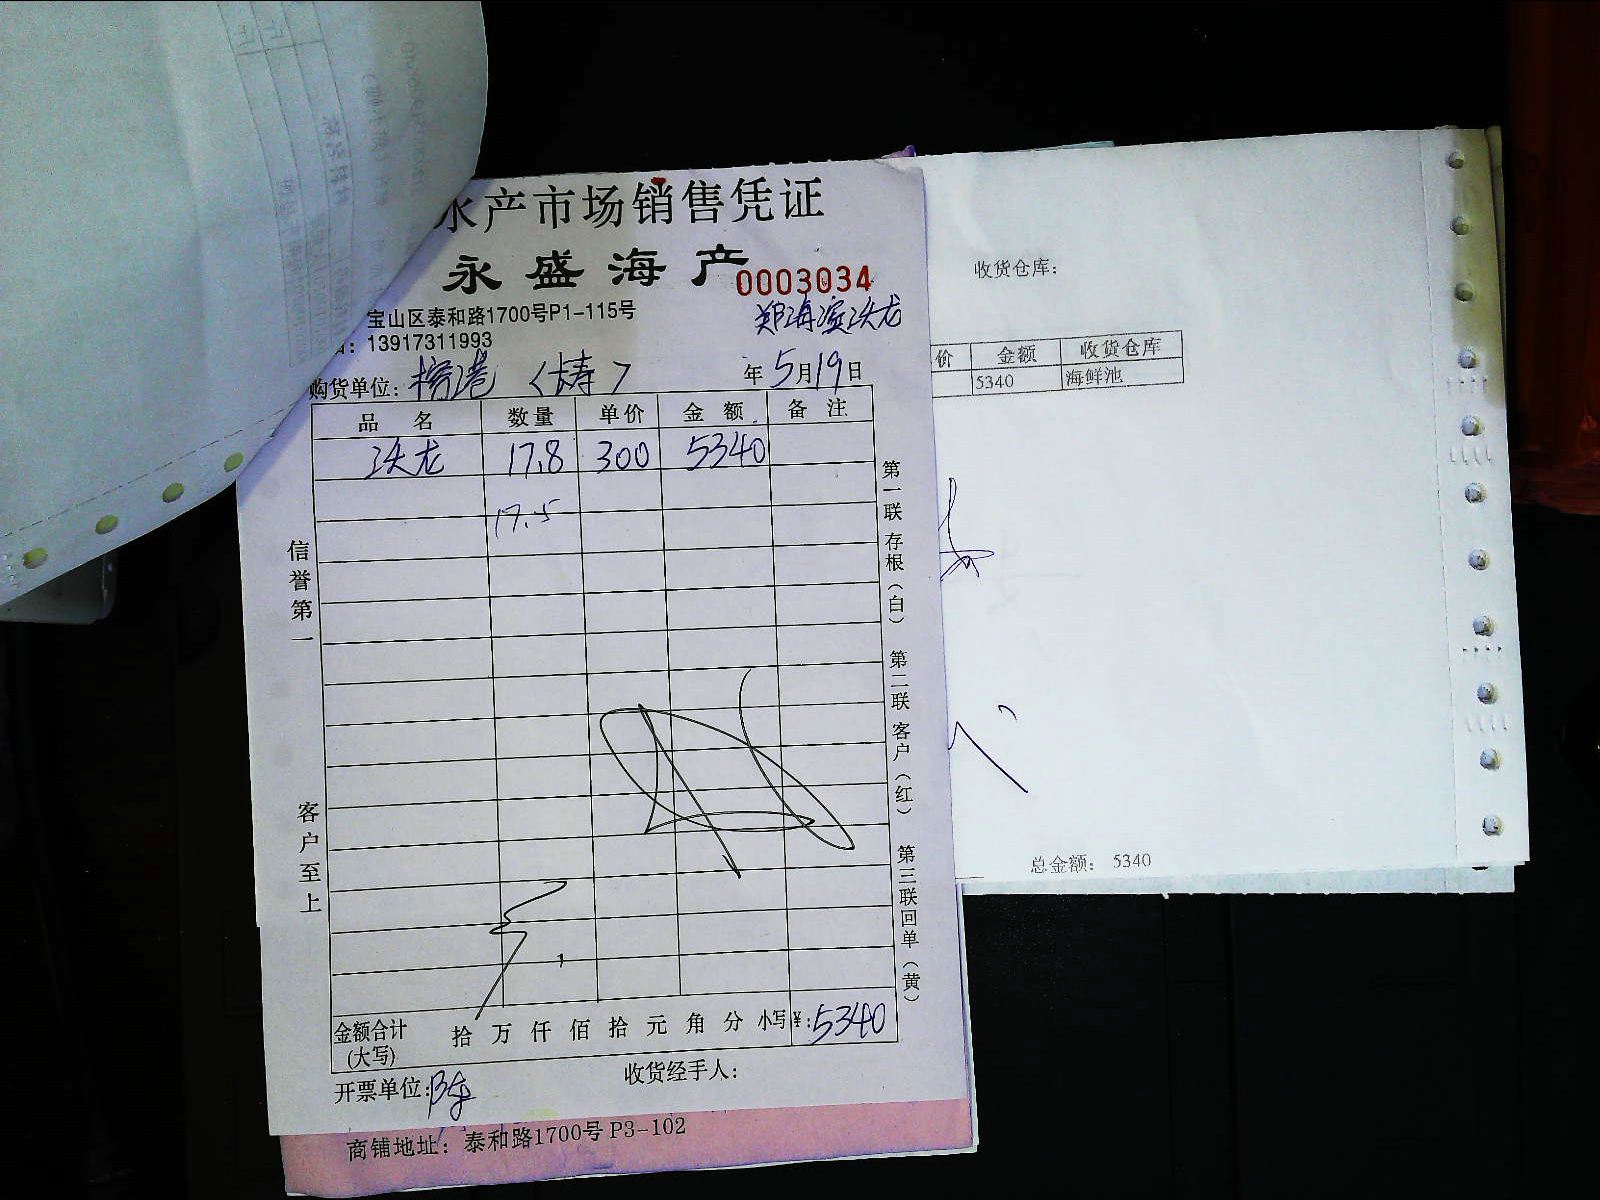 水产市场销售凭证
永盛海产
0003034
宝山区泰和路1700号P1-115号
郑海滨沃龙
：13917311993
购货单位：榕港〈涛〉 年5月19日
品名 数量 单价 金额 备注
沃龙 17.8 300 5340
17.5
信誉第一
客户至上
第一联存根（白） 第二联客户（红） 第三联回单（黄）
金额合计(大写) 拾 万 仟 佰 拾 元 角 分 小写¥:5340
开票单位:陈 收货经手人：
商铺地址：泰和路1700号 P3-102
收货仓库：
价 金额 收货仓库
5340 海鲜池
总金额： 5340